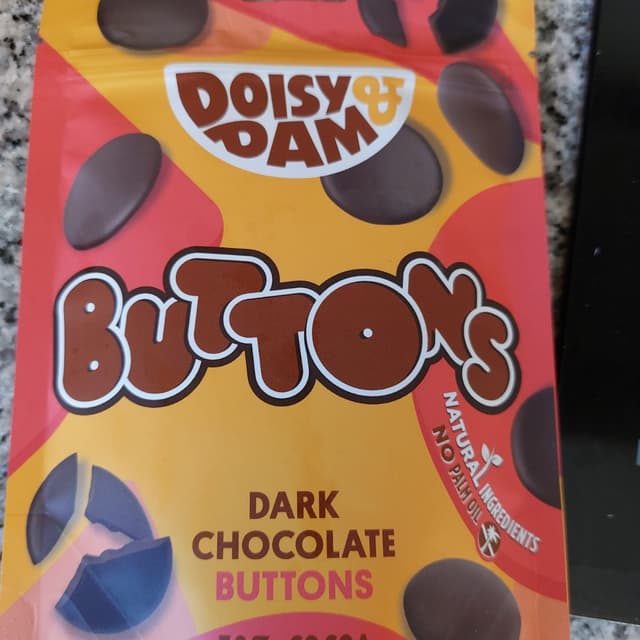 DOISY &
DAM
BUTTONS
NATURAL INGREDIENTS
NO PALM OIL
DARK
CHOCOLATE
BUTTONS